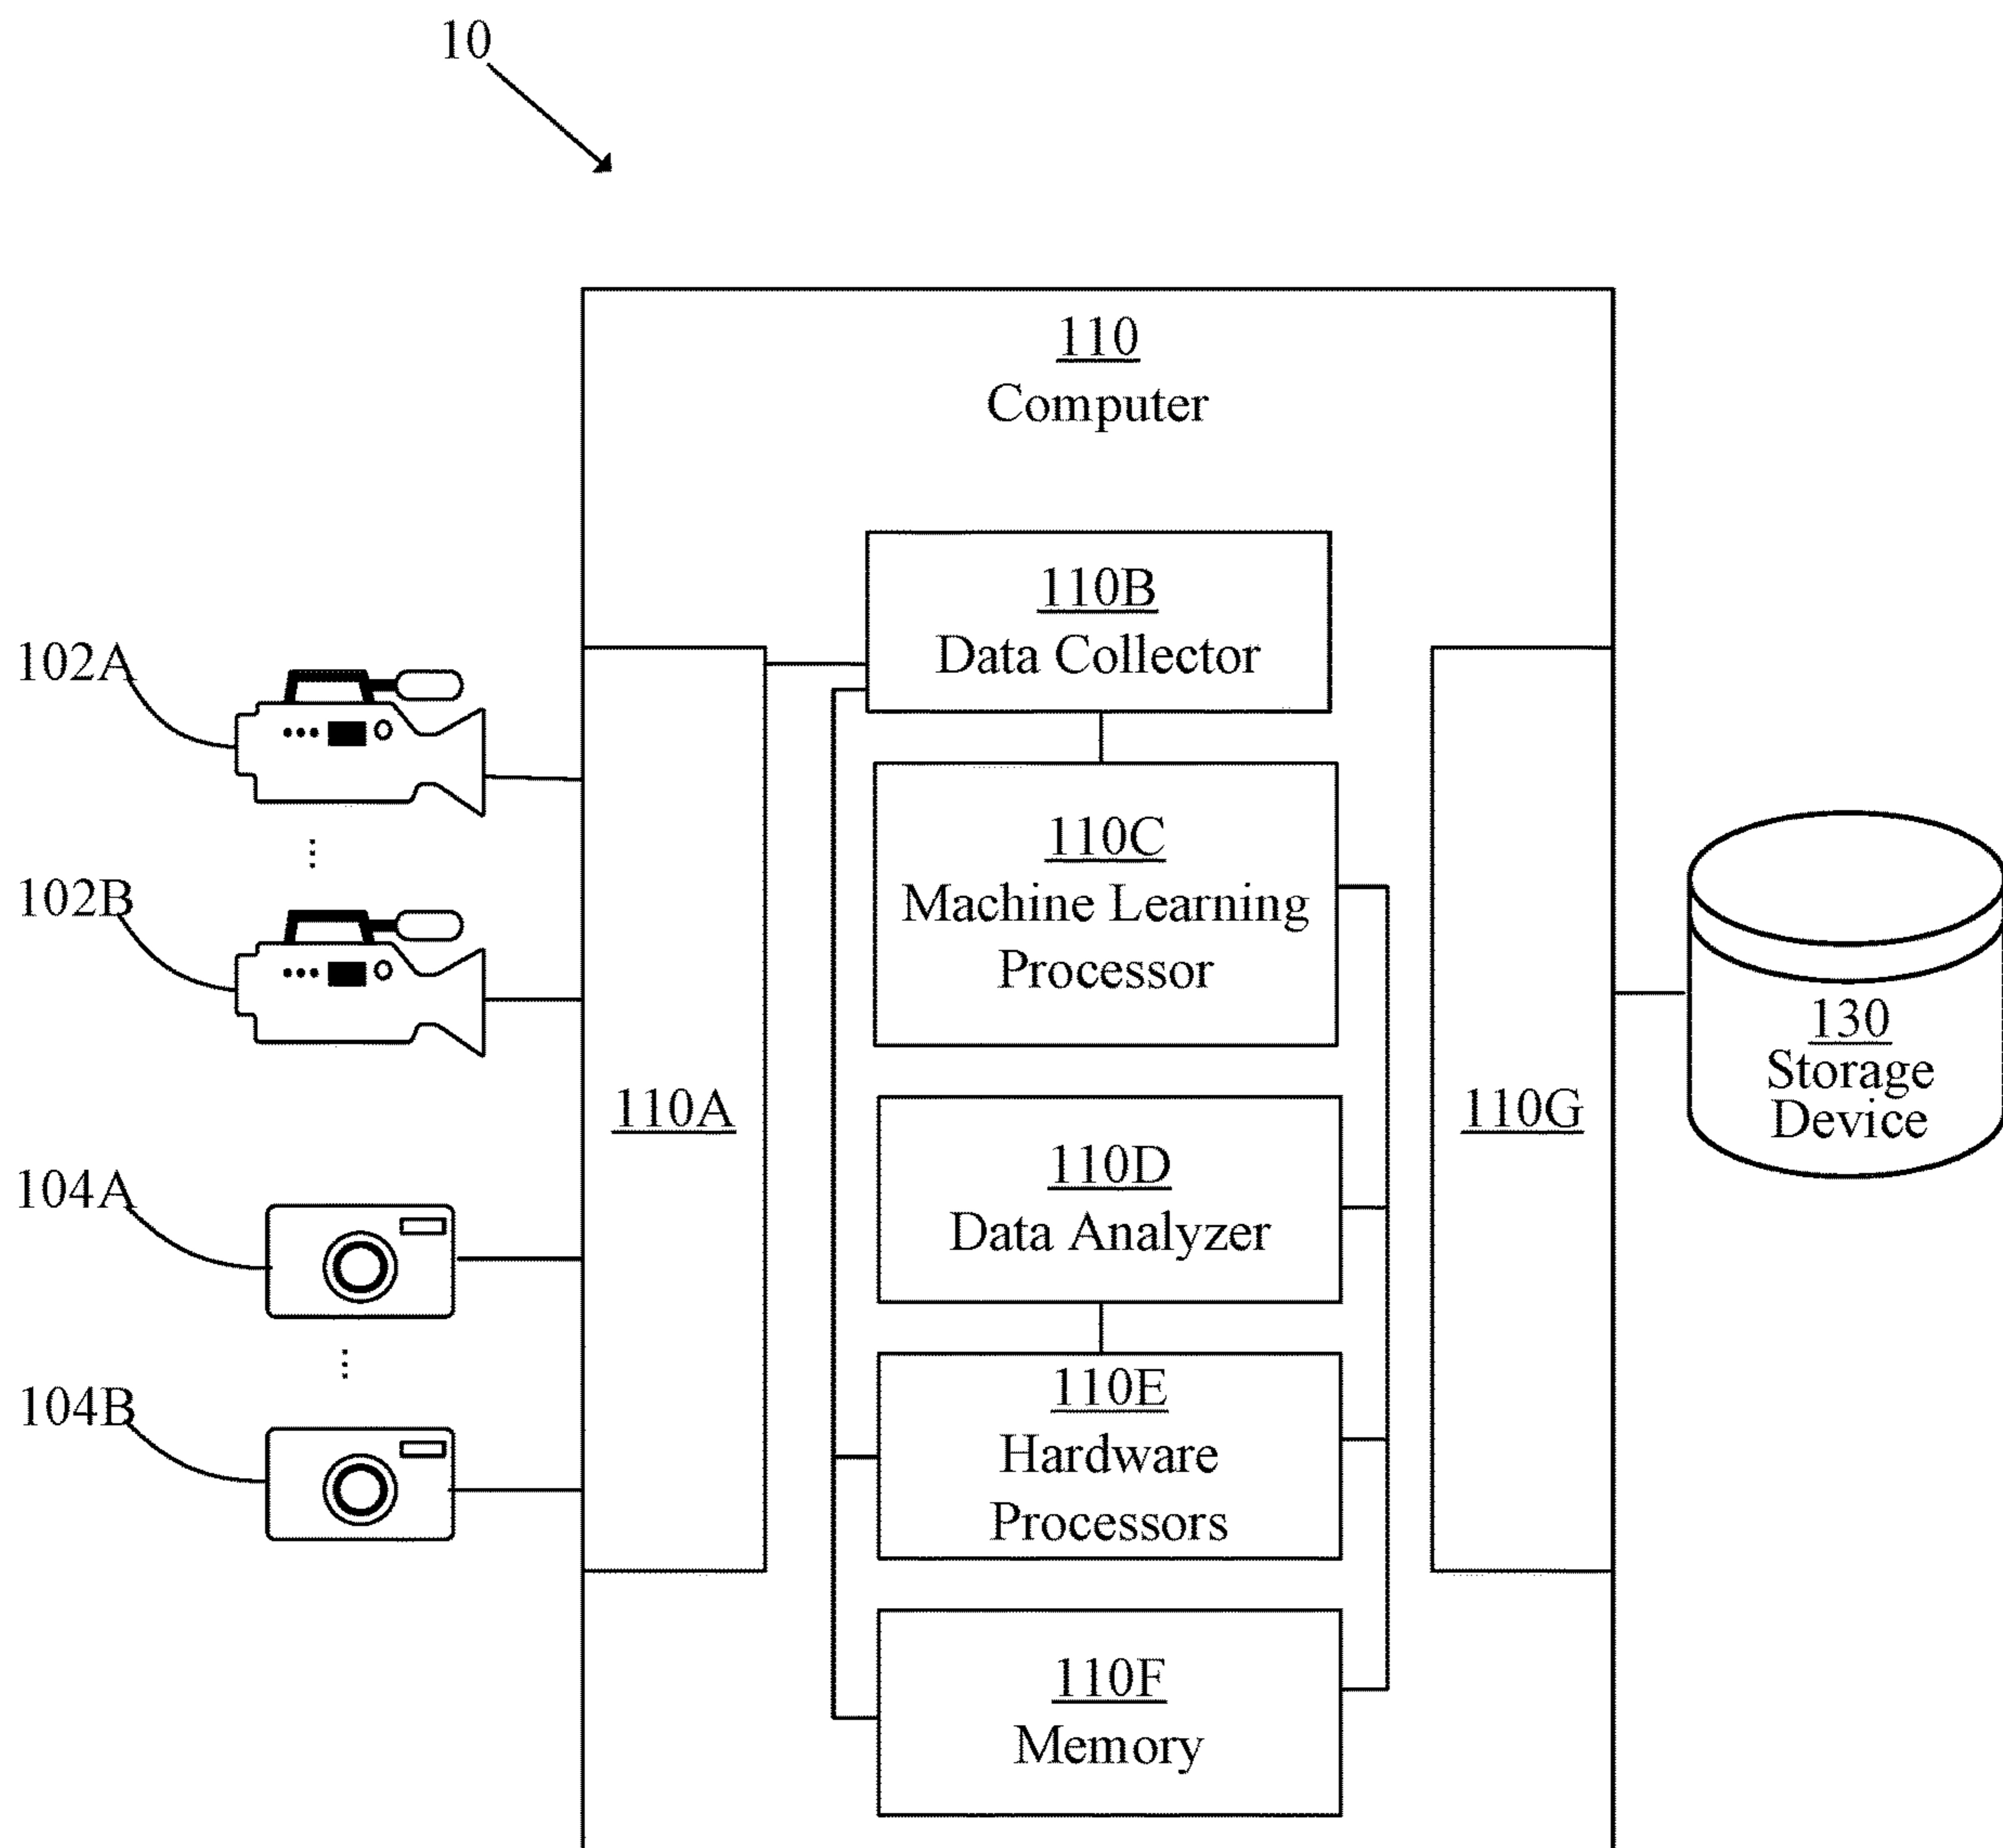 10
110
Computer
110B
Data Collector
102A
110C
Machine Learning
Processor
102B
130
Storage
Device
110A
110G
110D
Data Analyzer
104A
110E
Hardware
Processors
104B
110F
Memory